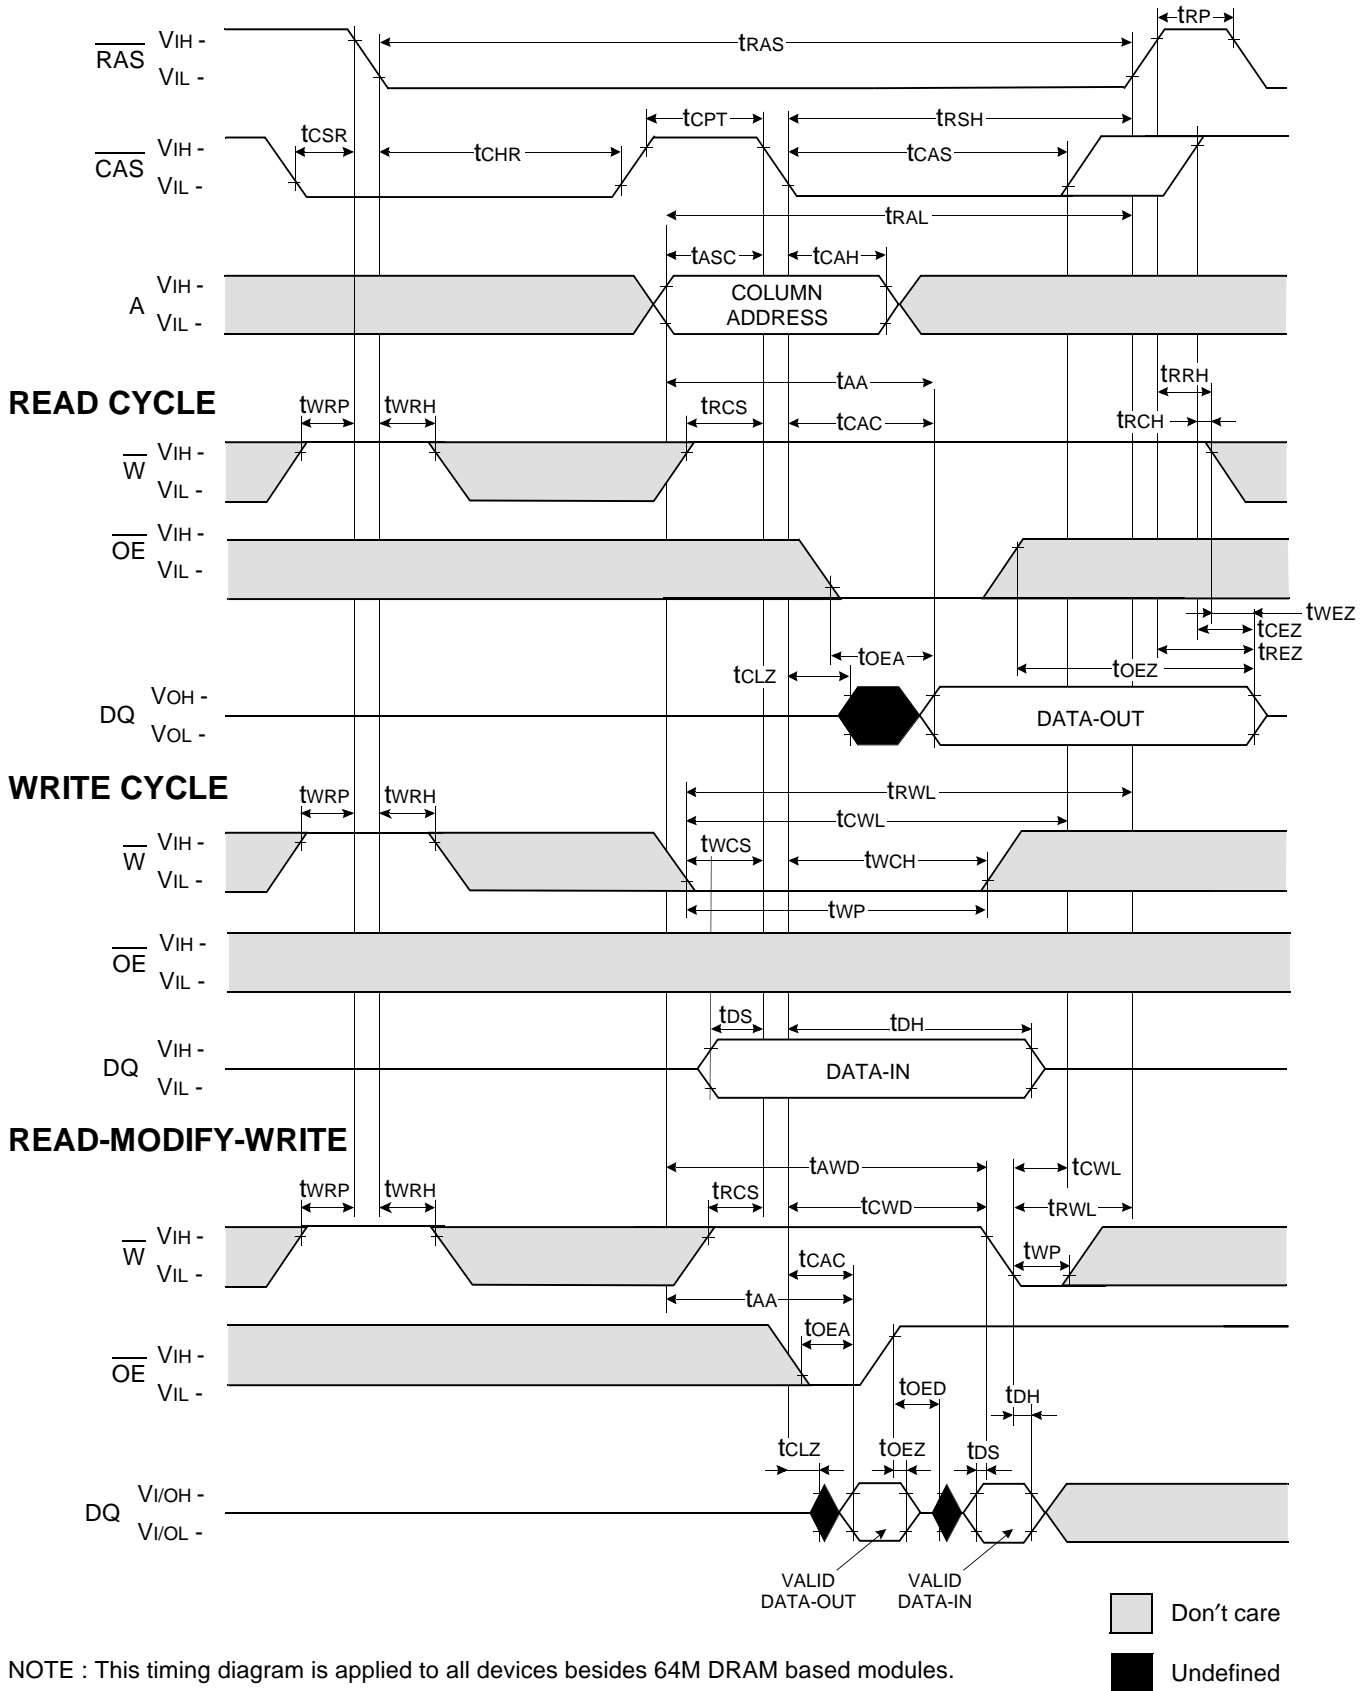 tRP
RAS
VIH -
VIL -
tRAS
tCPT
tRSH
tCSR
CAS
VIH -
VIL -
tCHR
tCAS
tRAL
tASC
tCAH
A
VIH -
VIL -
COLUMN
ADDRESS
READ CYCLE
tAA
tRRH
tWRP
tWRH
tRCS
tCAC
tRCH
W
VIH -
VIL -
OE
VIH -
VIL -
tWEZ
tCEZ
tOEA
tREZ
tCLZ
tOEZ
DQ
VOH -
VOL -
DATA-OUT
WRITE CYCLE
tWRP
tWRH
tRWL
tCWL
W
VIH -
VIL -
tWCS
tWCH
tWP
OE
VIH -
VIL -
tDS
tDH
DQ
VIH -
VIL -
DATA-IN
READ-MODIFY-WRITE
tAWD
tCWL
tWRP
tWRH
tRCS
tCWD
tRWL
W
VIH -
VIL -
tWP
tCAC
tAA
tOEA
OE
VIH -
VIL -
tOED
tDH
tCLZ
tOEZ
tDS
DQ
VI/OH -
VI/OL -
VALID
DATA-OUT
VALID
DATA-IN
Don′t care
NOTE : This timing diagram is applied to all devices besides 64M DRAM based modules.
Undefined